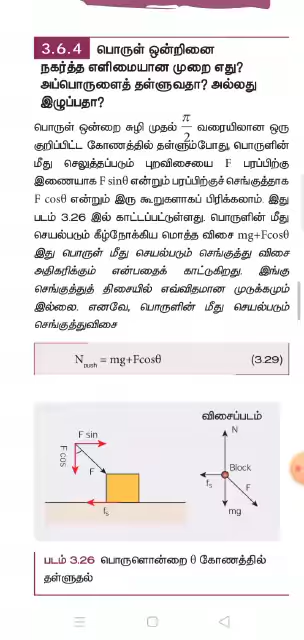 3.6.4 பொருள் ஒன்றினை
நகர்த்த எளிமையான முறை எது?
அப்பொருளைத் தள்ளுவதா? அல்லது
இழுப்பதா?
பொருள் ஒன்றை சுழி முதல் π/2 வரையிலான ஒரு
குறிப்பிட்ட கோணத்தில் தள்ளும்போது, பொருளின்
மீது செலுத்தப்படும் புறவிசையை F பரப்பிற்கு
இணையாக F sinθ என்றும் பரப்பிற்குச் செங்குத்தாக
F cosθ என்றும் இரு கூறுகளாகப் பிரிக்கலாம். இது
படம் 3.26 இல் காட்டப்பட்டுள்ளது. பொருளின் மீது
செயல்படும் கீழ்நோக்கிய மொத்த விசை mg+Fcosθ
இது பொருள் மீது செயல்படும் செங்குத்து விசை
அதிகரிக்கும் என்பதைக் காட்டுகிறது. இங்கு
செங்குத்துத் திசையில் எவ்விதமான முடுக்கமும்
இல்லை. எனவே, பொருளின் மீது செயல்படும்
செங்குத்துவிசை
N push = mg+Fcosθ (3.29)
விசைப்படம்
F sin
F cos
F
fs
N
Block
fs
F
mg
படம் 3.26 பொருளொன்றை θ கோணத்தில்
தள்ளுதல்